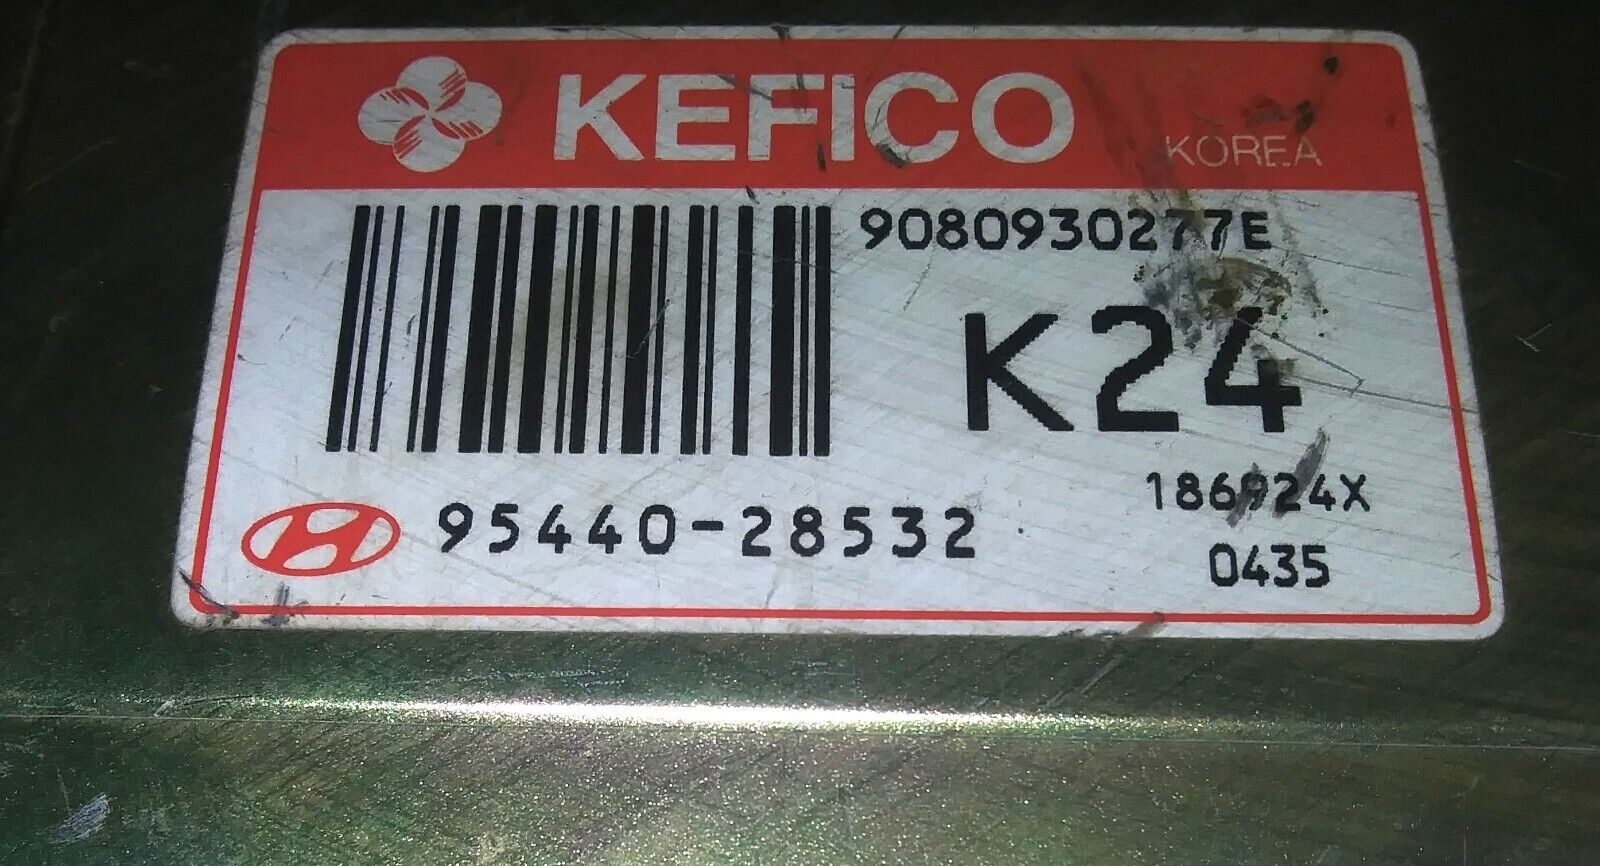 KEFICO KOREA
9080930277E
K24
186924X
95440-28532
0435